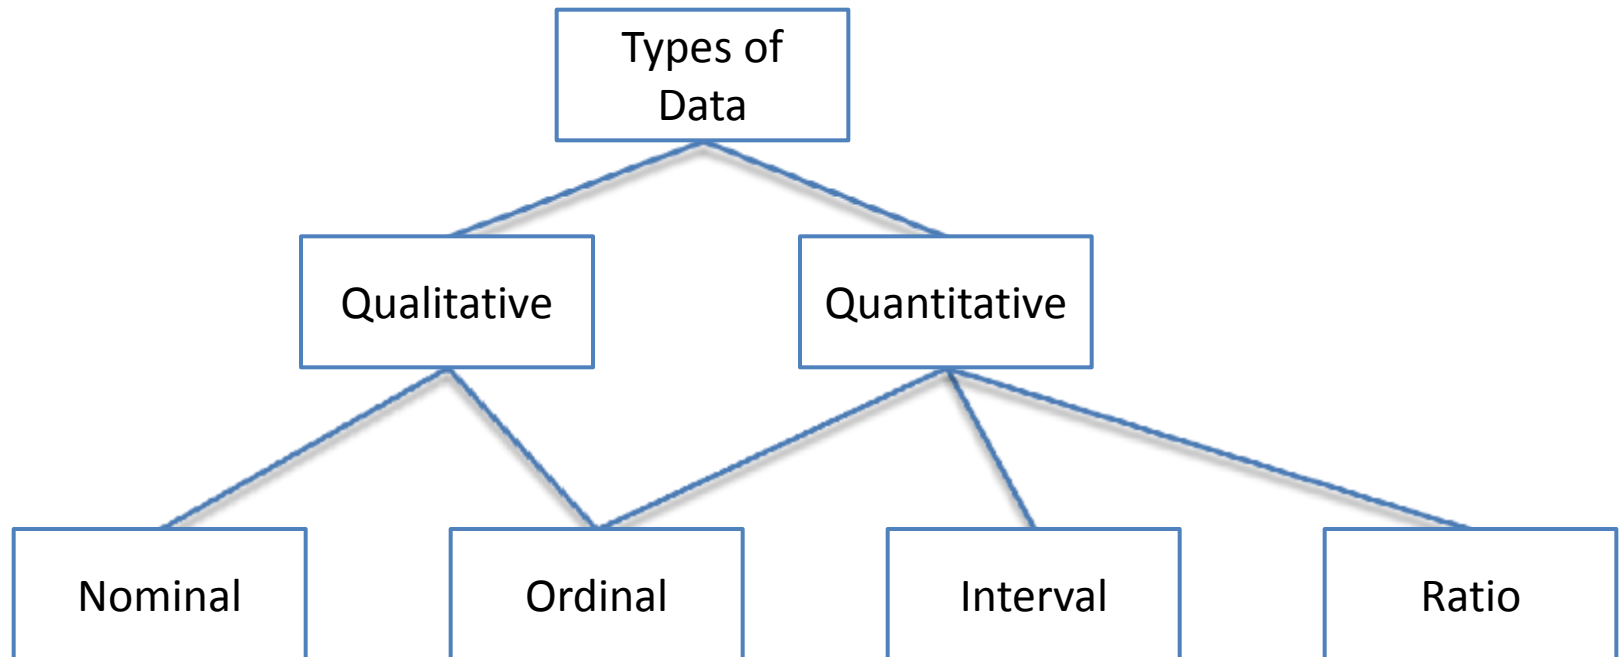 Types of
Data
Qualitative
Quantitative
Nominal
Ordinal
Interval
Ratio